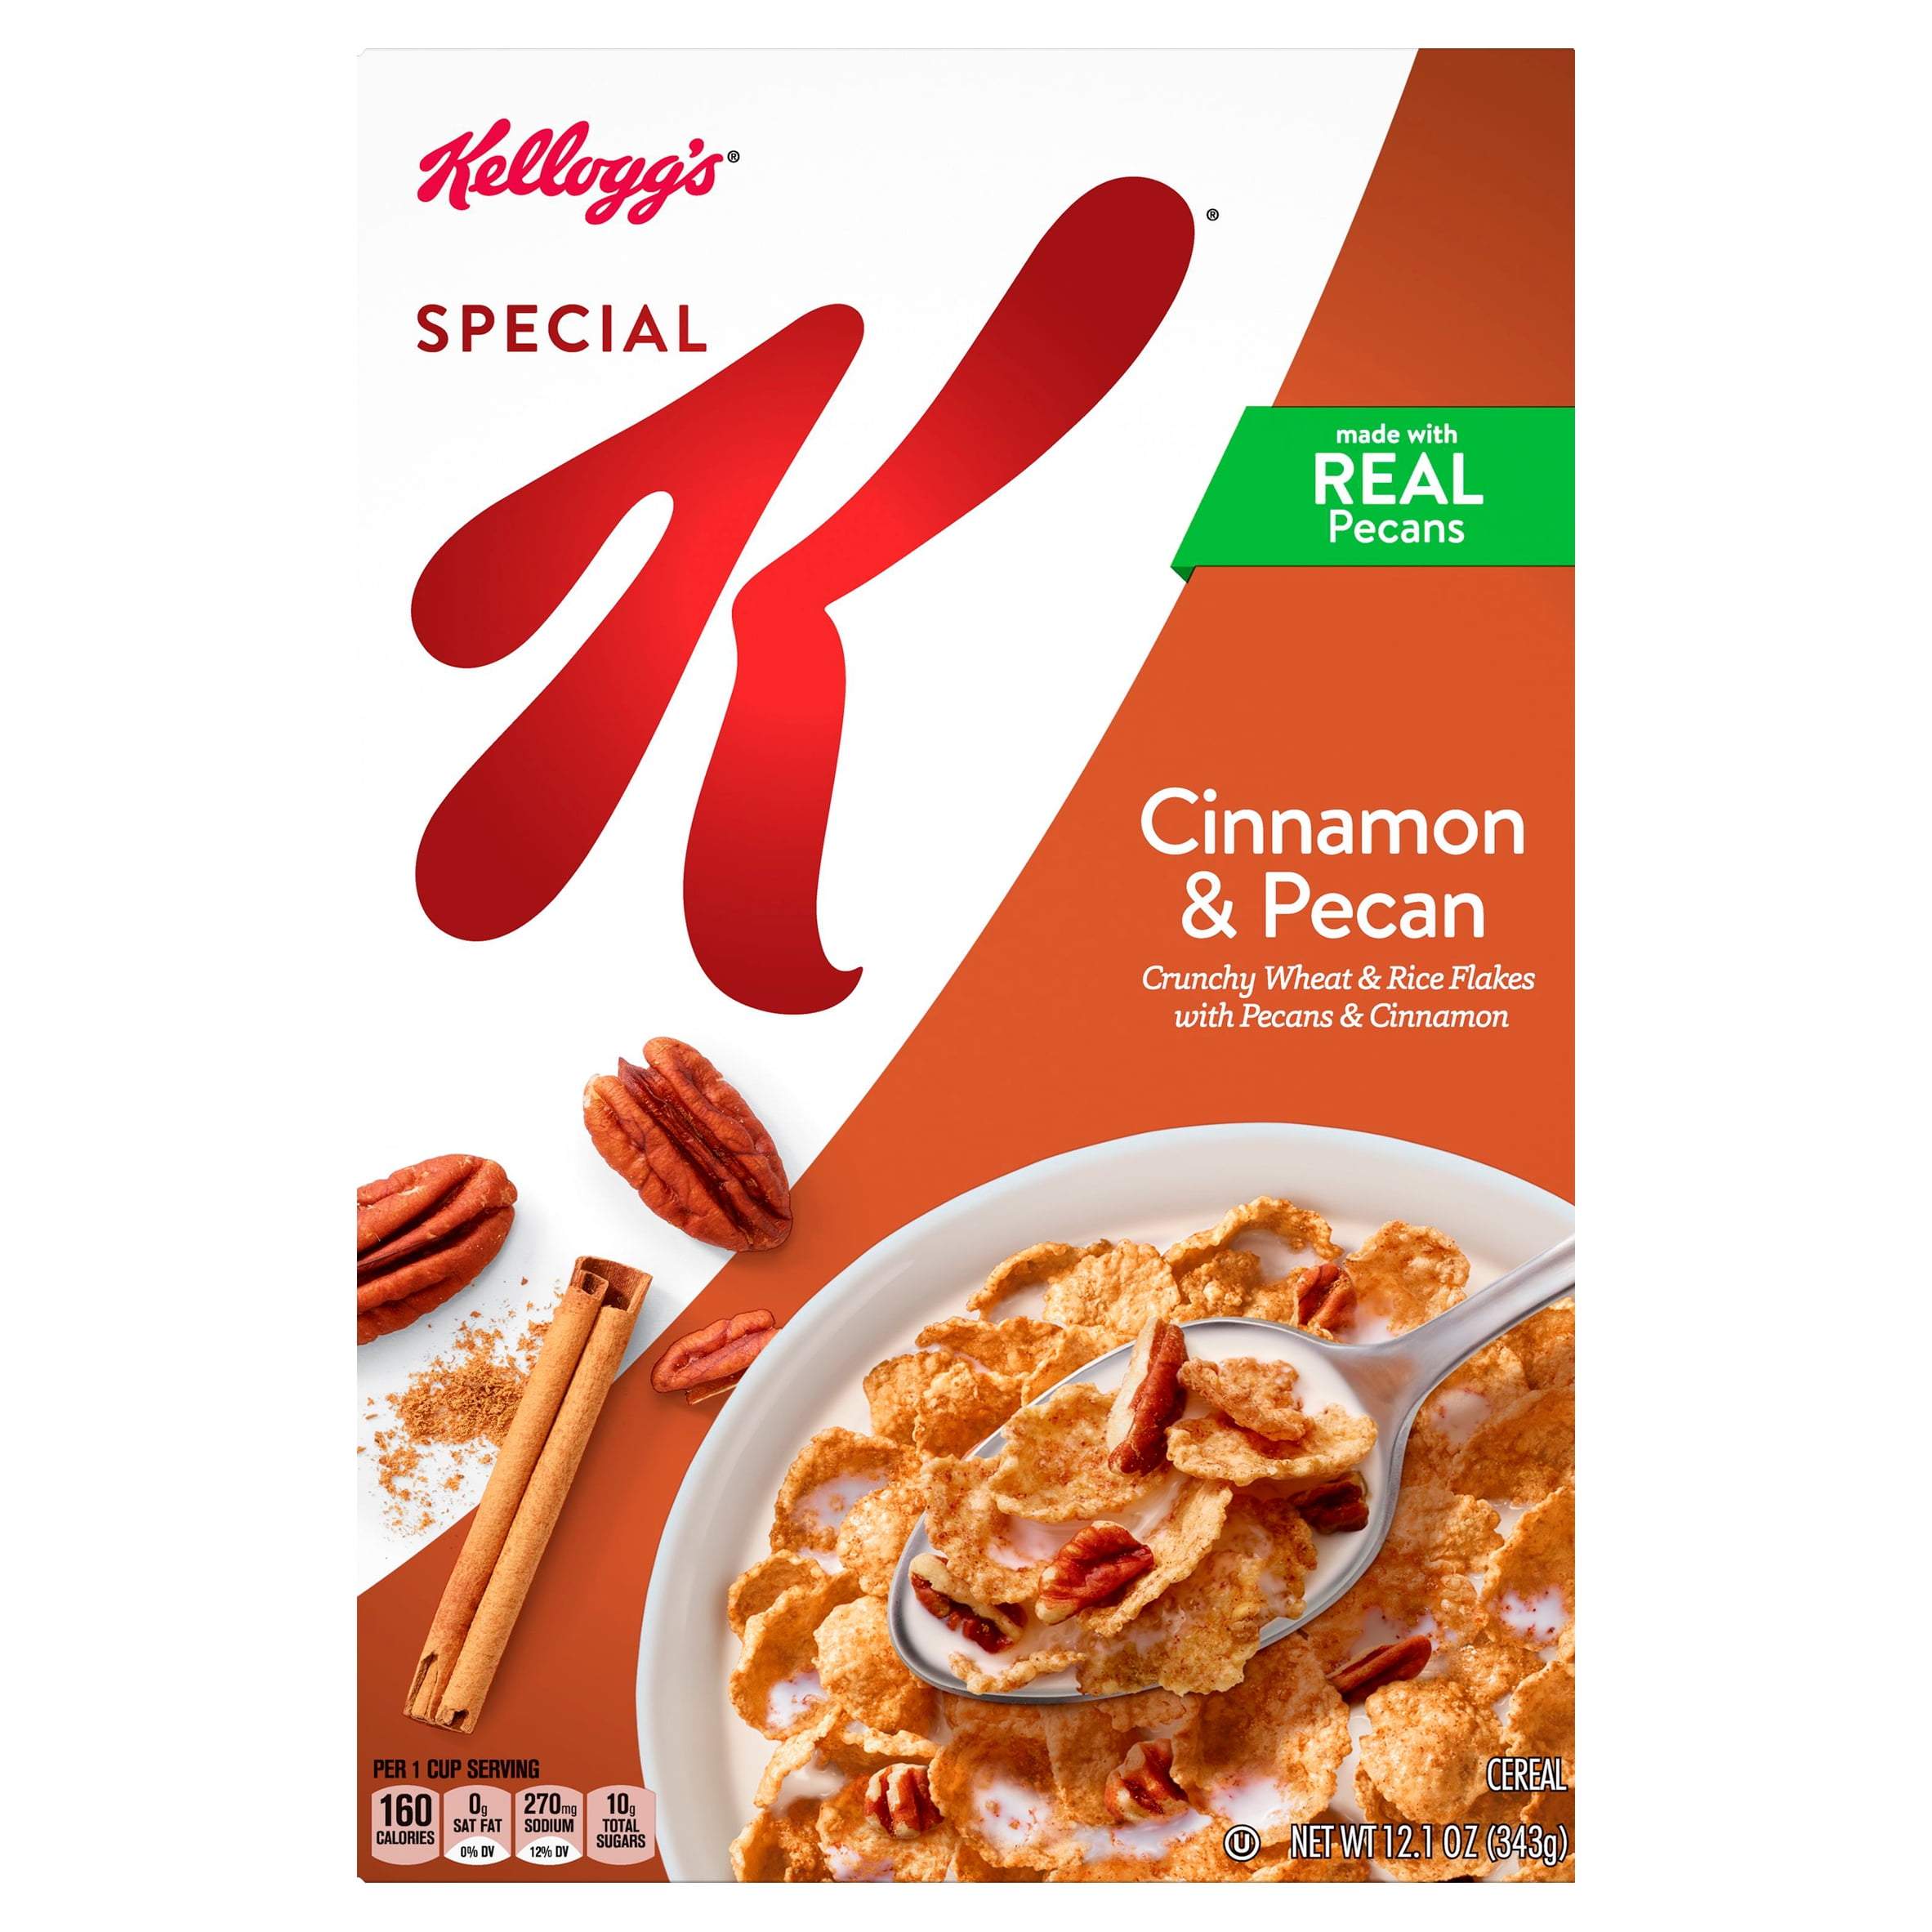 Kellogg's®
SPECIAL
K®
made with
REAL
Pecans
Cinnamon
& Pecan
Crunchy Wheat & Rice Flakes
with Pecans & Cinnamon
PER 1 CUP SERVING
160
CALORIES
0g
SAT FAT
0% DV
270mg
SODIUM
12% DV
10g
TOTAL
SUGARS
CEREAL
U NET WT 12.1 OZ (343g)